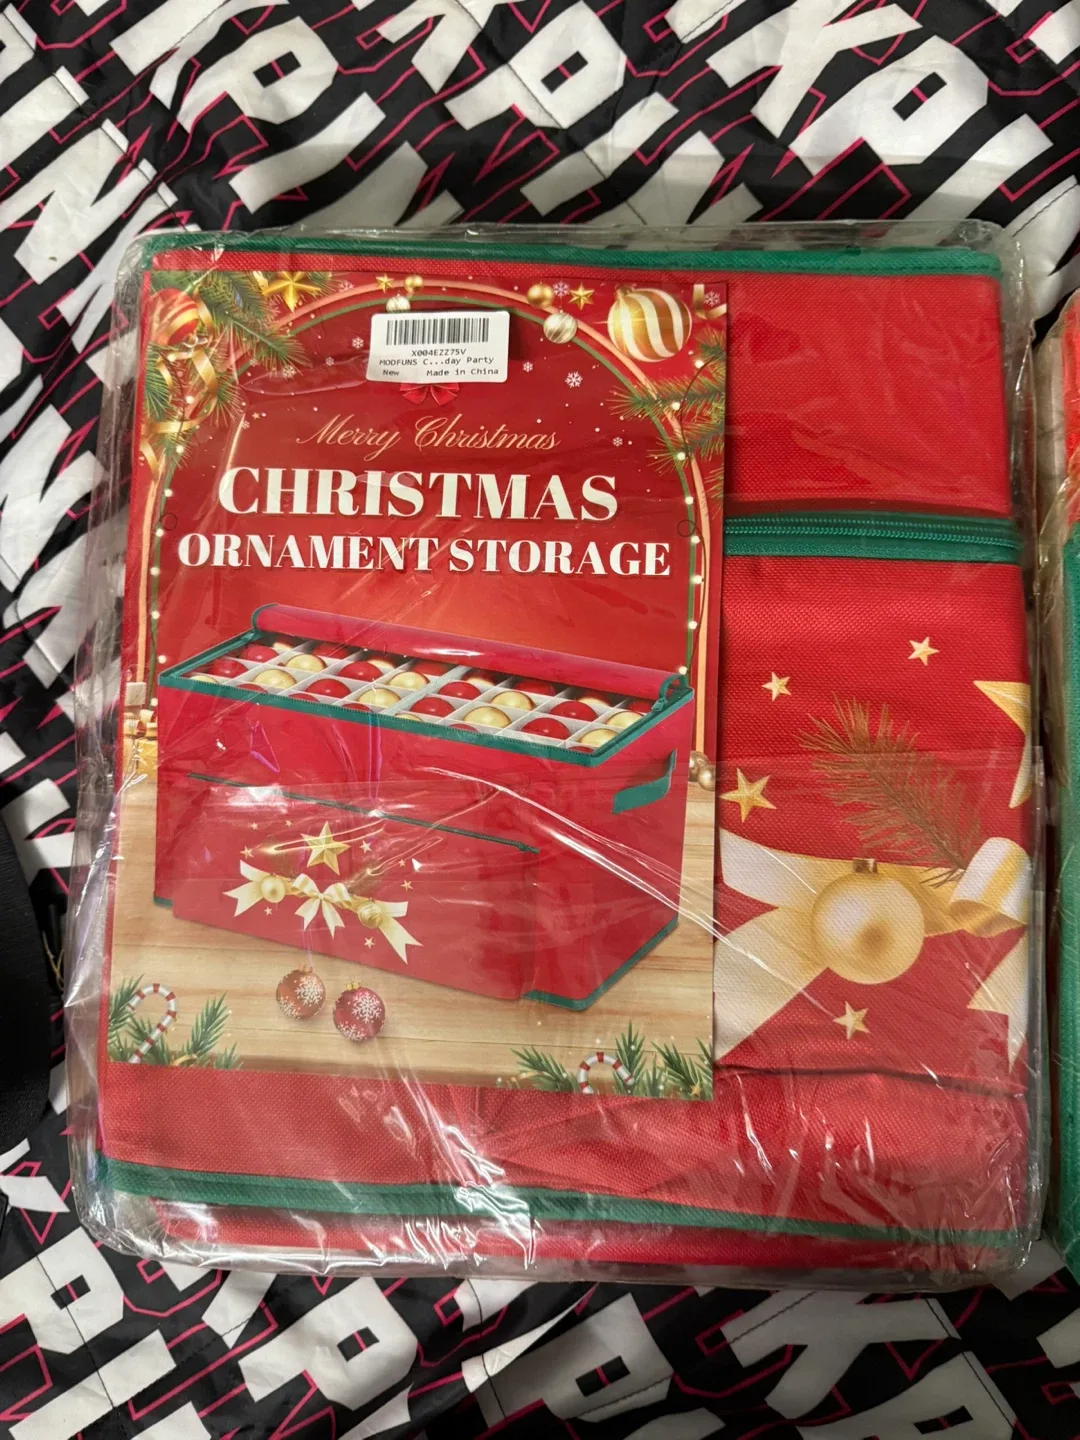 X004EZZ75V
MODFUNS C...day Party
New Made in China
Merry Christmas
CHRISTMAS
ORNAMENT STORAGE